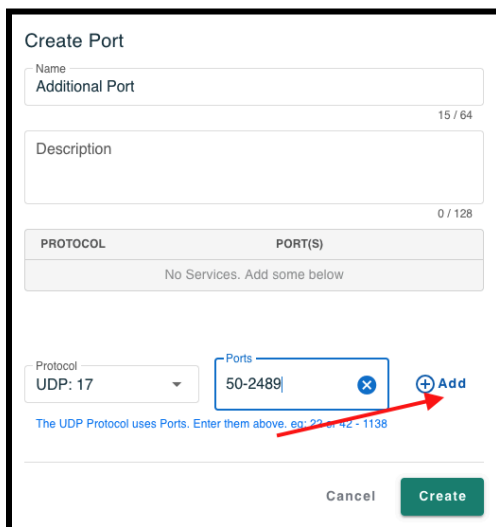 Create Port
Name
Additional Port
15 / 64
Description
0 / 128
PROTOCOL PORT(S)
No Services. Add some below
Protocol
UDP: 17
Ports
50-2489
Add
The UDP Protocol uses Ports. Enter them above. eg: 22 or 42 - 1138
Cancel
Create